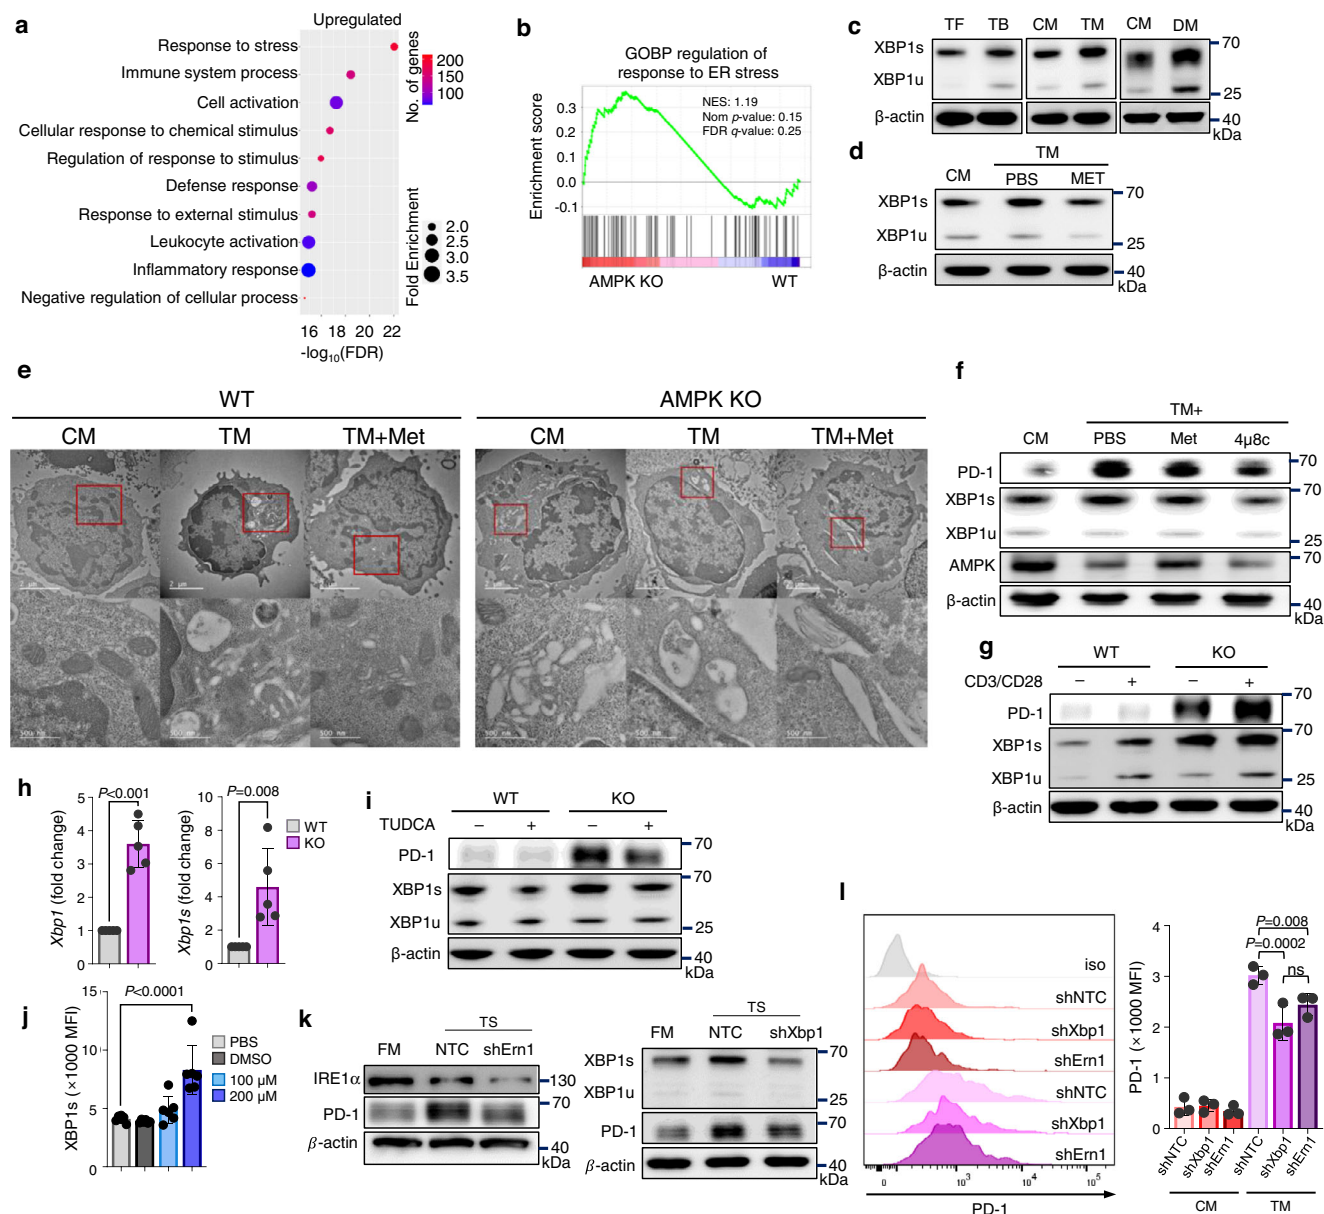 a
Upregulated
Response to stress
Immune system process
Cell activation
Cellular response to chemical stimulus
Regulation of response to stimulus
Defense response
Response to external stimulus
Leukocyte activation
Inflammatory response
Negative regulation of cellular process
16 18 20 22
-log10(FDR)
No. of genes
200
150
100
Fold Enrichment
2.0
2.5
3.0
3.5
b
GOBP regulation of
response to ER stress
NES: 1.19
Nom p-value: 0.15
FDR q-value: 0.25
Enrichment score
0.3
0.2
0.1
0.0
-0.1
AMPK KO WT
c
TF TB CM TM CM DM
XBP1s
XBP1u
β-actin
70
25
40
kDa
d
TM
CM PBS MET
XBP1s
XBP1u
β-actin
70
25
40
kDa
e
WT AMPK KO
CM TM TM+Met CM TM TM+Met
2 μm
500 nm
f
TM+
CM PBS Met 4μ8c
PD-1
XBP1s
XBP1u
AMPK
β-actin
70
70
25
70
40
kDa
g
WT KO
CD3/CD28 − + − +
PD-1
XBP1s
XBP1u
β-actin
70
70
25
40
kDa
h
P<0.001
Xbp1 (fold change)
5
4
3
2
1
0
P=0.008
Xbp1s (fold change)
10
8
6
4
2
0
WT
KO
i
WT KO
TUDCA − + − +
PD-1
XBP1s
XBP1u
β-actin
70
70
25
40
kDa
j
P<0.0001
XBP1s (×1000 MFI)
15
10
5
0
PBS
DMSO
100 μM
200 μM
k
TS
FM NTC shErn1
IRE1α
PD-1
β-actin
130
70
40
kDa
TS
FM NTC shXbp1
XBP1s
XBP1u
PD-1
β-actin
70
25
70
40
kDa
l
iso
shNTC
shXbp1
shErn1
shNTC
shXbp1
shErn1
0 10³ 10⁴ 10⁵
PD-1
P=0.008
P=0.0002
ns
PD-1 (×1000 MFI)
4
3
2
1
0
shNTC
shXbp1
shErn1
shNTC
shXbp1
shErn1
CM TM